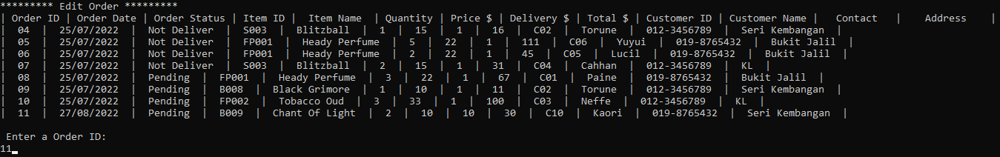 ********* Edit Order *********
| Order ID | Order Date | Order Status | Item ID | Item Name | Quantity | Price $ | Delivery $ | Total $ | Customer ID | Customer Name | Contact | Address |
| 04 | 25/07/2022 | Not Deliver | S003 | Blitzball | 1 | 15 | 1 | 16 | C02 | Torune | 012-3456789 | Seri Kembangan |
| 05 | 25/07/2022 | Not Deliver | FP001 | Heady Perfume | 5 | 22 | 1 | 111 | C06 | Yuyui | 019-8765432 | Bukit Jalil |
| 06 | 25/07/2022 | Not Deliver | FP001 | Heady Perfume | 2 | 22 | 1 | 45 | C05 | Lucil | 019-8765432 | Bukit Jalil |
| 07 | 25/07/2022 | Not Deliver | S003 | Blitzball | 2 | 15 | 1 | 31 | C04 | Cahhan | 012-3456789 | KL |
| 08 | 25/07/2022 | Pending | FP001 | Heady Perfume | 3 | 22 | 1 | 67 | C01 | Paine | 019-8765432 | Bukit Jalil |
| 09 | 25/07/2022 | Pending | B008 | Black Grimore | 1 | 10 | 1 | 11 | C02 | Torune | 012-3456789 | Seri Kembangan |
| 10 | 25/07/2022 | Pending | FP002 | Tobacco Oud | 3 | 33 | 1 | 100 | C03 | Neffe | 012-3456789 | KL |
| 11 | 27/08/2022 | Pending | B009 | Chant Of Light | 2 | 10 | 10 | 30 | C10 | Kaori | 019-8765432 | Seri Kembangan |
Enter a Order ID:
11